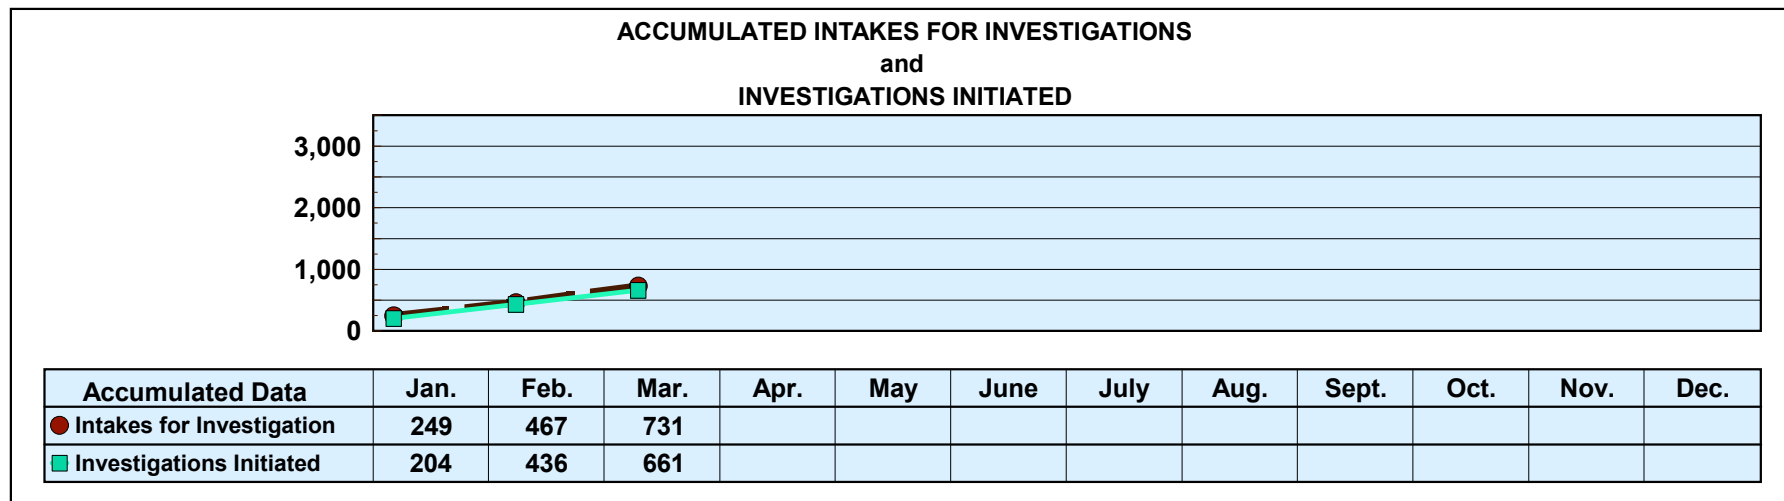 ACCUMULATED INTAKES FOR INVESTIGATIONS
and
INVESTIGATIONS INITIATED
3,000
2,000
1,000
0
Accumulated Data Jan. Feb. Mar. Apr. May June July Aug. Sept. Oct. Nov. Dec.
Intakes for Investigation 249 467 731
Investigations Initiated 204 436 661